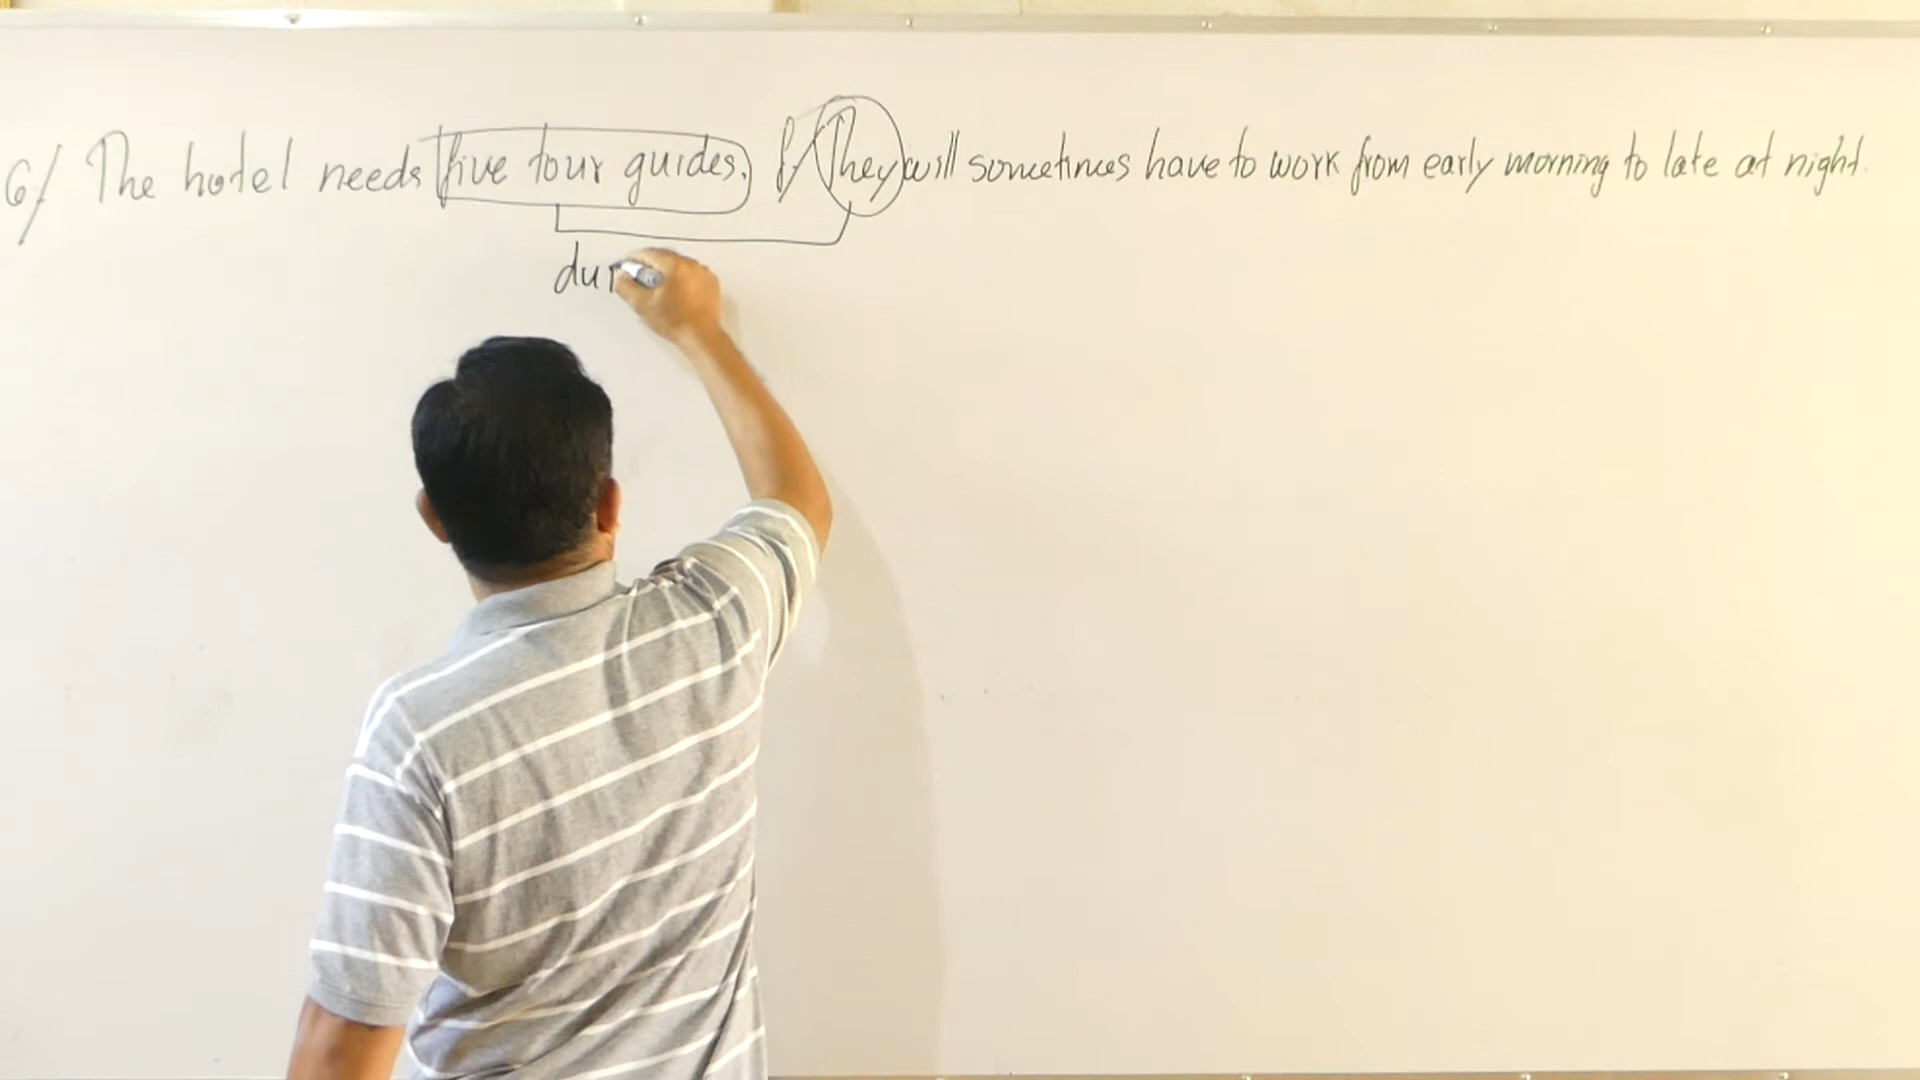 6/ The hotel needs five tour guides. // They will sometimes have to work from early morning to late at night.
du